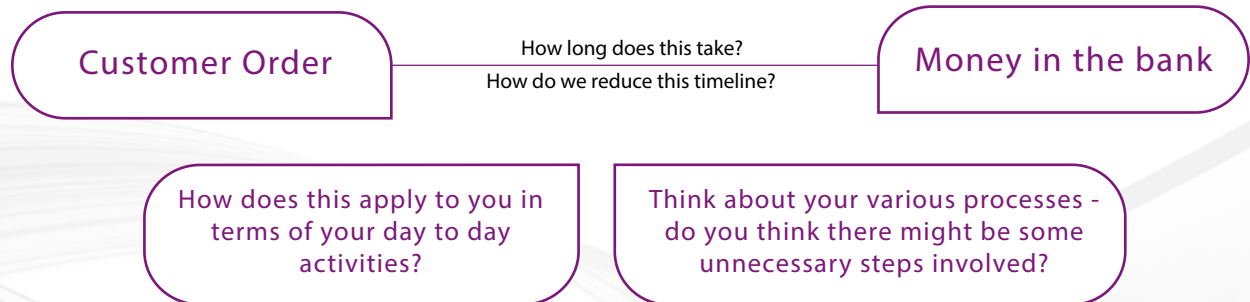 Customer Order
How long does this take?
How do we reduce this timeline?
Money in the bank
How does this apply to you in
terms of your day to day
activities?
Think about your various processes -
do you think there might be some
unnecessary steps involved?